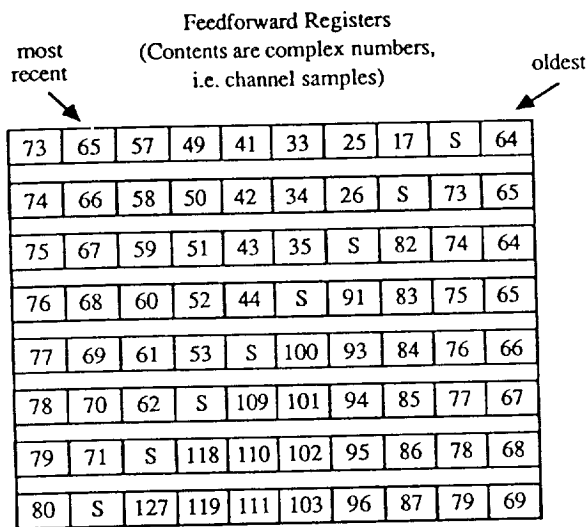 Feedforward Registers
(Contents are complex numbers,
i.e. channel samples)
most
recent
oldest
73 65 57 49 41 33 25 17 S 64
74 66 58 50 42 34 26 S 73 65
75 67 59 51 43 35 S 82 74 64
76 68 60 52 44 S 91 83 75 65
77 69 61 53 S 100 93 84 76 66
78 70 62 S 109 101 94 85 77 67
79 71 S 118 110 102 95 86 78 68
80 S 127 119 111 103 96 87 79 69